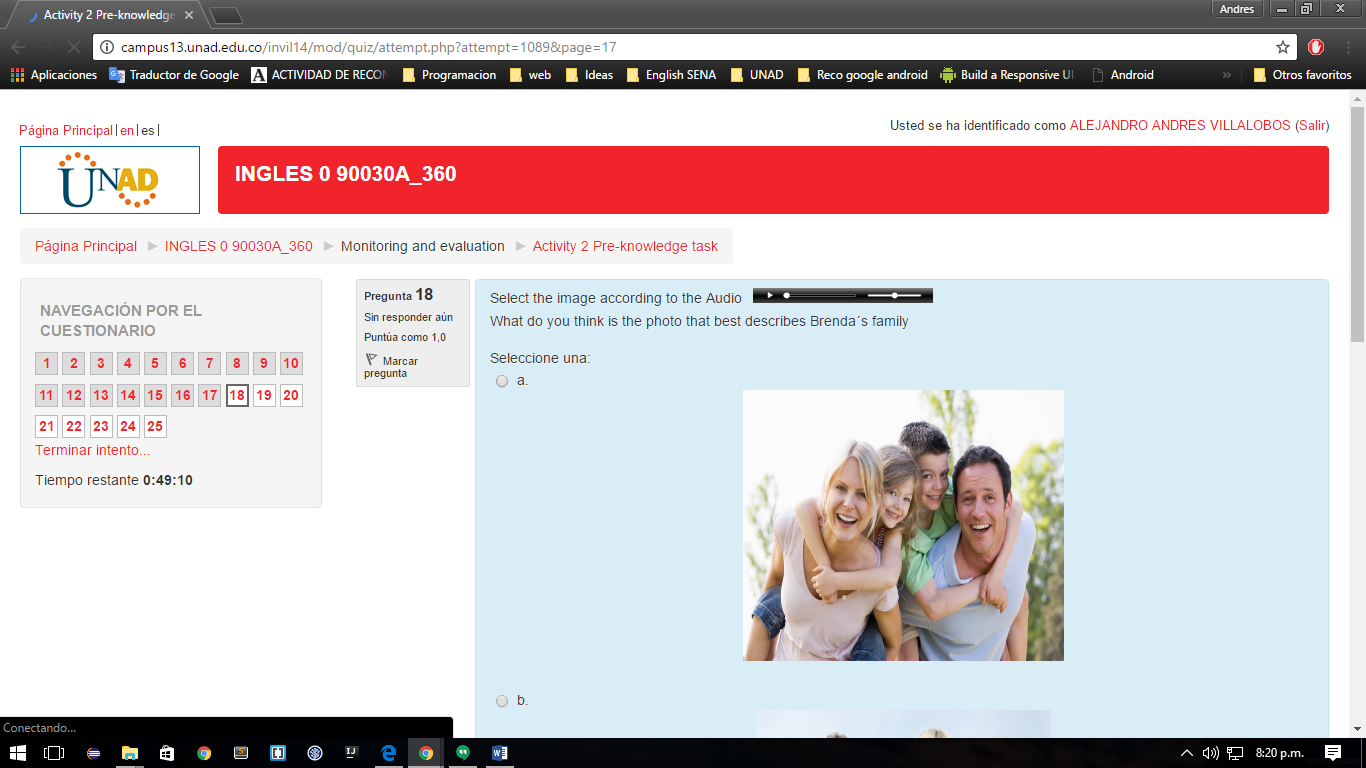 Activity 2 Pre-knowledge
Andres
campus13.unad.edu.co/invil14/mod/quiz/attempt.php?attempt=1089&page=17
Aplicaciones Traductor de Google ACTIVIDAD DE RECON Programacion web Ideas English SENA UNAD Reco google android Build a Responsive UI Android » Otros favoritos
Página Principal | en | es |
Usted se ha identificado como ALEJANDRO ANDRES VILLALOBOS (Salir)
UNAD
INGLES 0 90030A_360
Página Principal ► INGLES 0 90030A_360 ► Monitoring and evaluation ► Activity 2 Pre-knowledge task
NAVEGACIÓN POR EL
CUESTIONARIO
1 2 3 4 5 6 7 8 9 10
11 12 13 14 15 16 17 18 19 20
21 22 23 24 25
Terminar intento...
Tiempo restante 0:49:10
Pregunta 18
Sin responder aún
Puntúa como 1,0
Marcar
pregunta
Select the image according to the Audio
What do you think is the photo that best describes Brenda´s family
Seleccione una:
a.
b.
Conectando...
8:20 p.m.